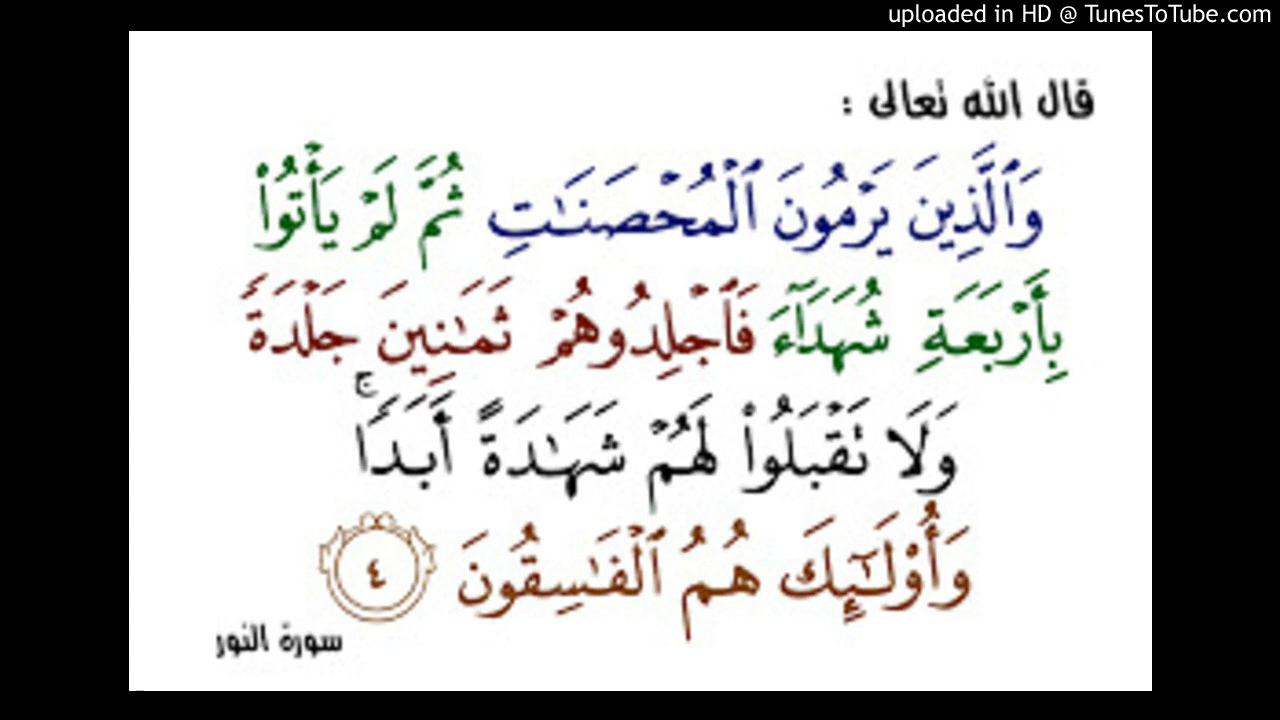 uploaded in HD @ TunesToTube.com
قال الله تعالى :
وَٱلَّذِينَ يَرْمُونَ ٱلْمُحْصَنَـٰتِ ثُمَّ لَمْ يَأْتُوا۟
بِأَرْبَعَةِ شُهَدَآءَ فَٱجْلِدُوهُمْ ثَمَـٰنِينَ جَلْدَةً
وَلَا تَقْبَلُوا۟ لَهُمْ شَهَـٰدَةً أَبَدًا ۚ
وَأُو۟لَـٰٓئِكَ هُمُ ٱلْفَـٰسِقُونَ ٤
سورة النور